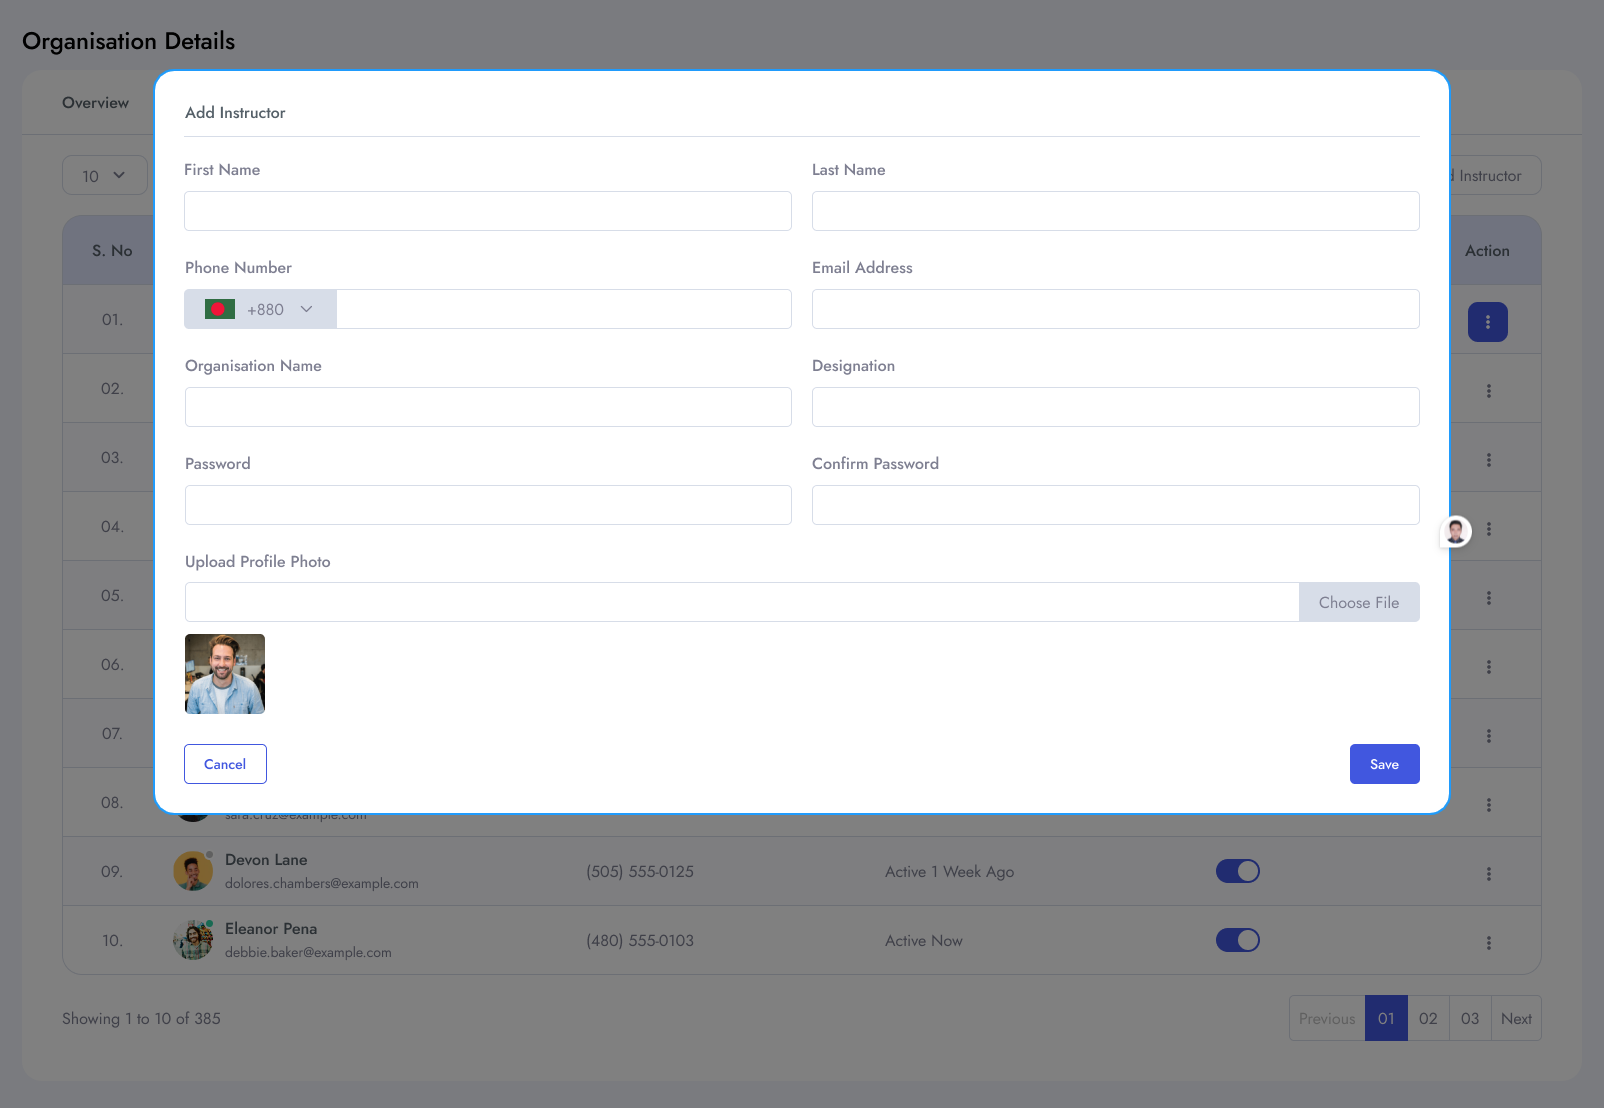 Organisation Details
Overview
Add Instructor
First Name
Last Name
10
Instructor
Phone Number
Email Address
S. No
Action
+880
01.
Organisation Name
Designation
02.
Password
Confirm Password
03.
04.
Upload Profile Photo
05.
Choose File
06.
07.
Cancel
Save
08.
sara.cruz@example.com
09.
Devon Lane
dolores.chambers@example.com
(505) 555-0125
Active 1 Week Ago
10.
Eleanor Pena
debbie.baker@example.com
(480) 555-0103
Active Now
Showing 1 to 10 of 385
Previous 01 02 03 Next